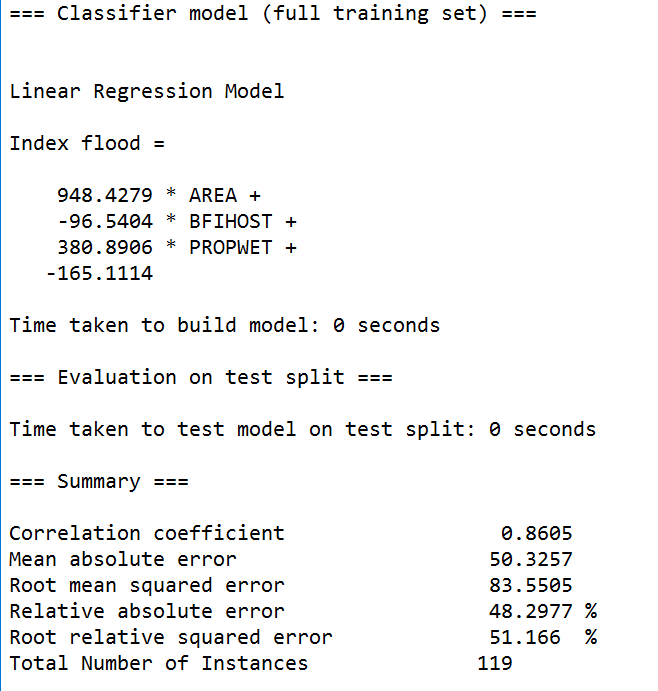 === Classifier model (full training set) ===
Linear Regression Model
Index flood =
948.4279 * AREA +
-96.5404 * BFIHOST +
380.8906 * PROPWET +
-165.1114
Time taken to build model: 0 seconds
=== Evaluation on test split ===
Time taken to test model on test split: 0 seconds
=== Summary ===
Correlation coefficient 0.8605
Mean absolute error 50.3257
Root mean squared error 83.5505
Relative absolute error 48.2977 %
Root relative squared error 51.166 %
Total Number of Instances 119